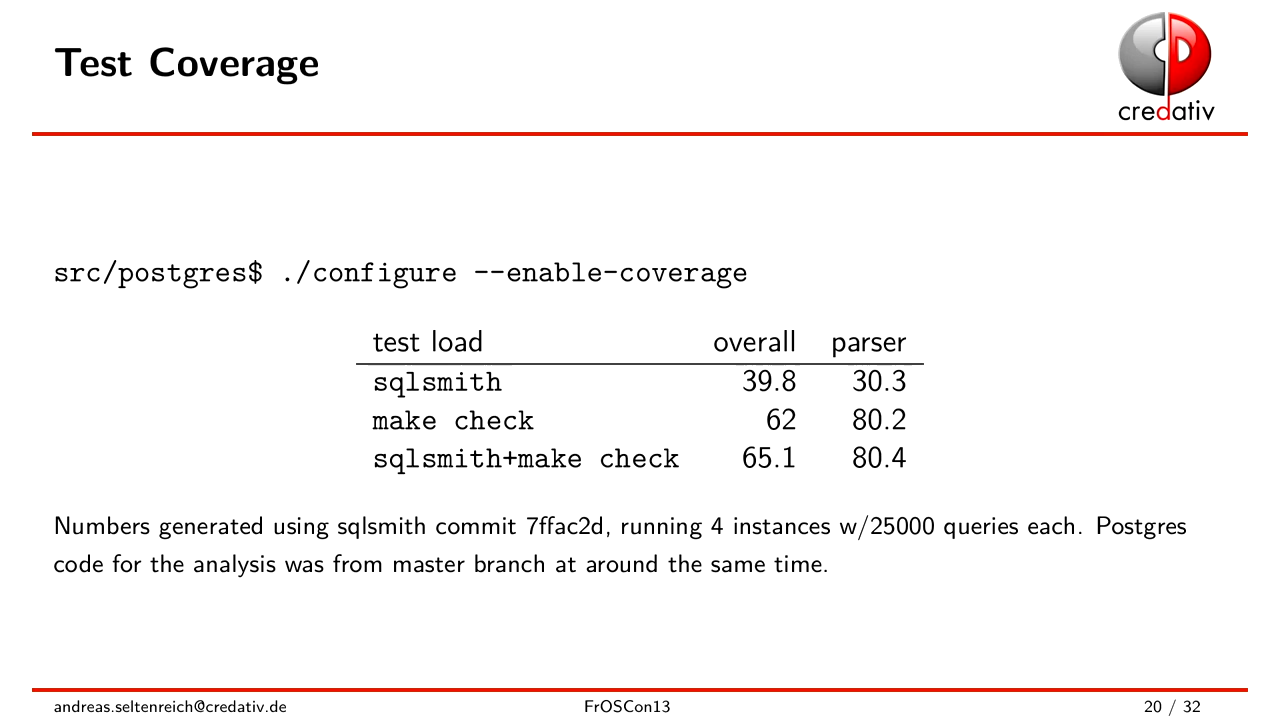 Test Coverage
credativ
src/postgres$ ./configure --enable-coverage
test load overall parser
sqlsmith 39.8 30.3
make check 62 80.2
sqlsmith+make check 65.1 80.4
Numbers generated using sqlsmith commit 7ffac2d, running 4 instances w/25000 queries each. Postgres
code for the analysis was from master branch at around the same time.
andreas.seltenreich@credativ.de FrOSCon13 20 / 32